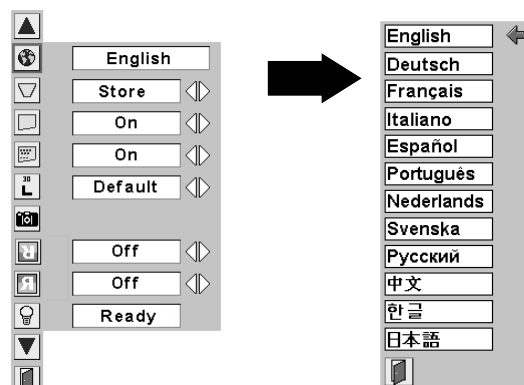 English
Store
On
On
30
L
Default
Off
Off
Ready
English
Deutsch
Français
Italiano
Español
Português
Nederlands
Svenska
Русский
中文
한글
日本語